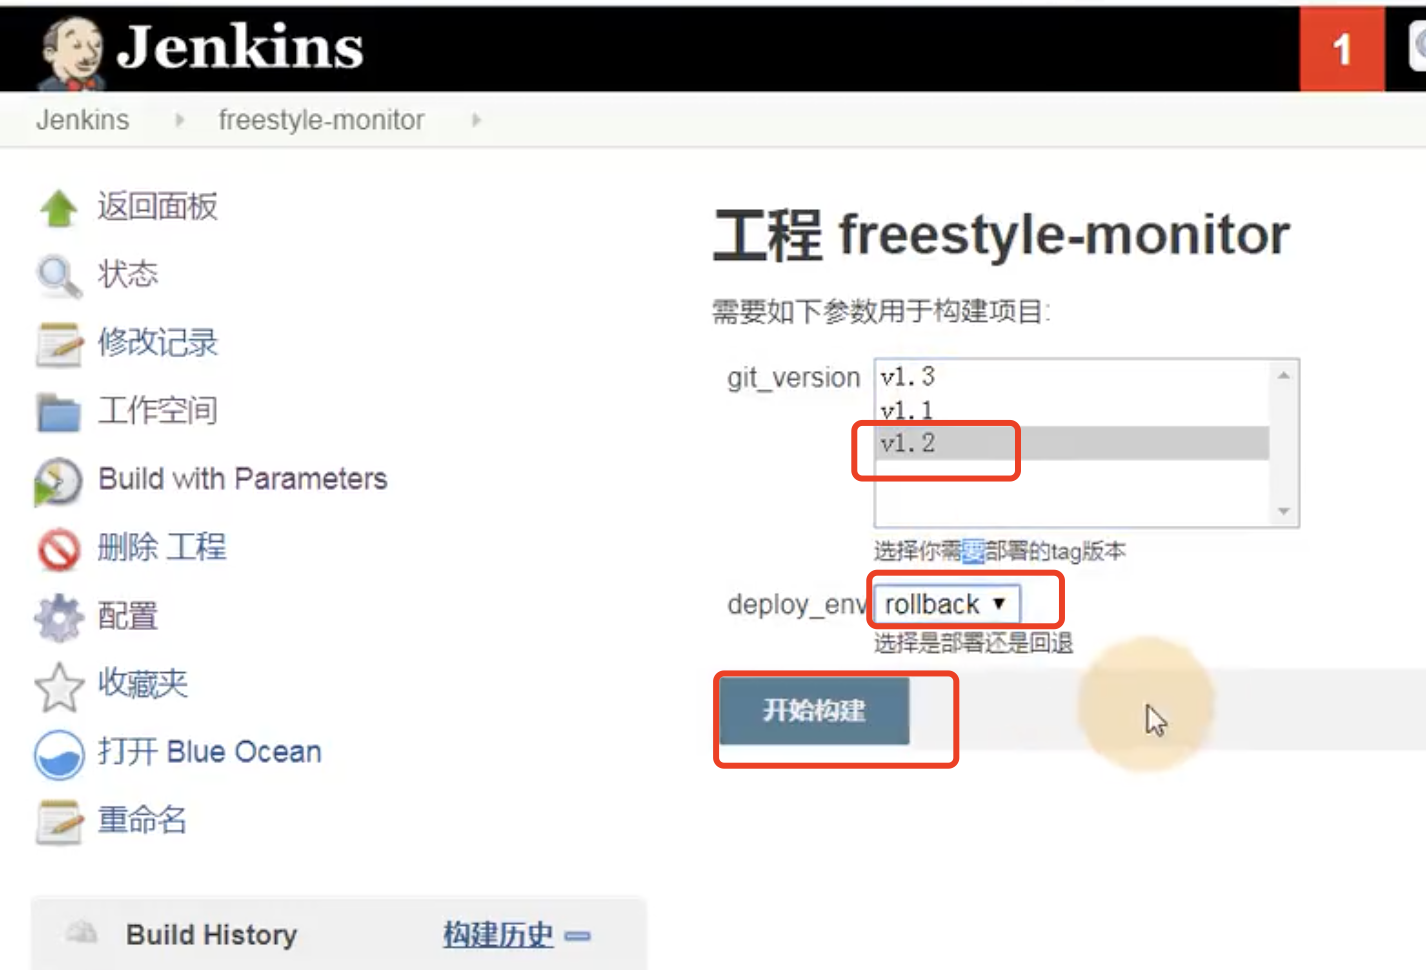 Jenkins
1
Jenkins
freestyle-monitor
返回面板
状态
修改记录
工作空间
Build with Parameters
删除 工程
配置
收藏夹
打开 Blue Ocean
重命名
Build History
构建历史
工程 freestyle-monitor
需要如下参数用于构建项目:
git_version
v1.3
v1.1
v1.2
选择你需要部署的tag版本
deploy_env
rollback
选择是部署还是回退
开始构建